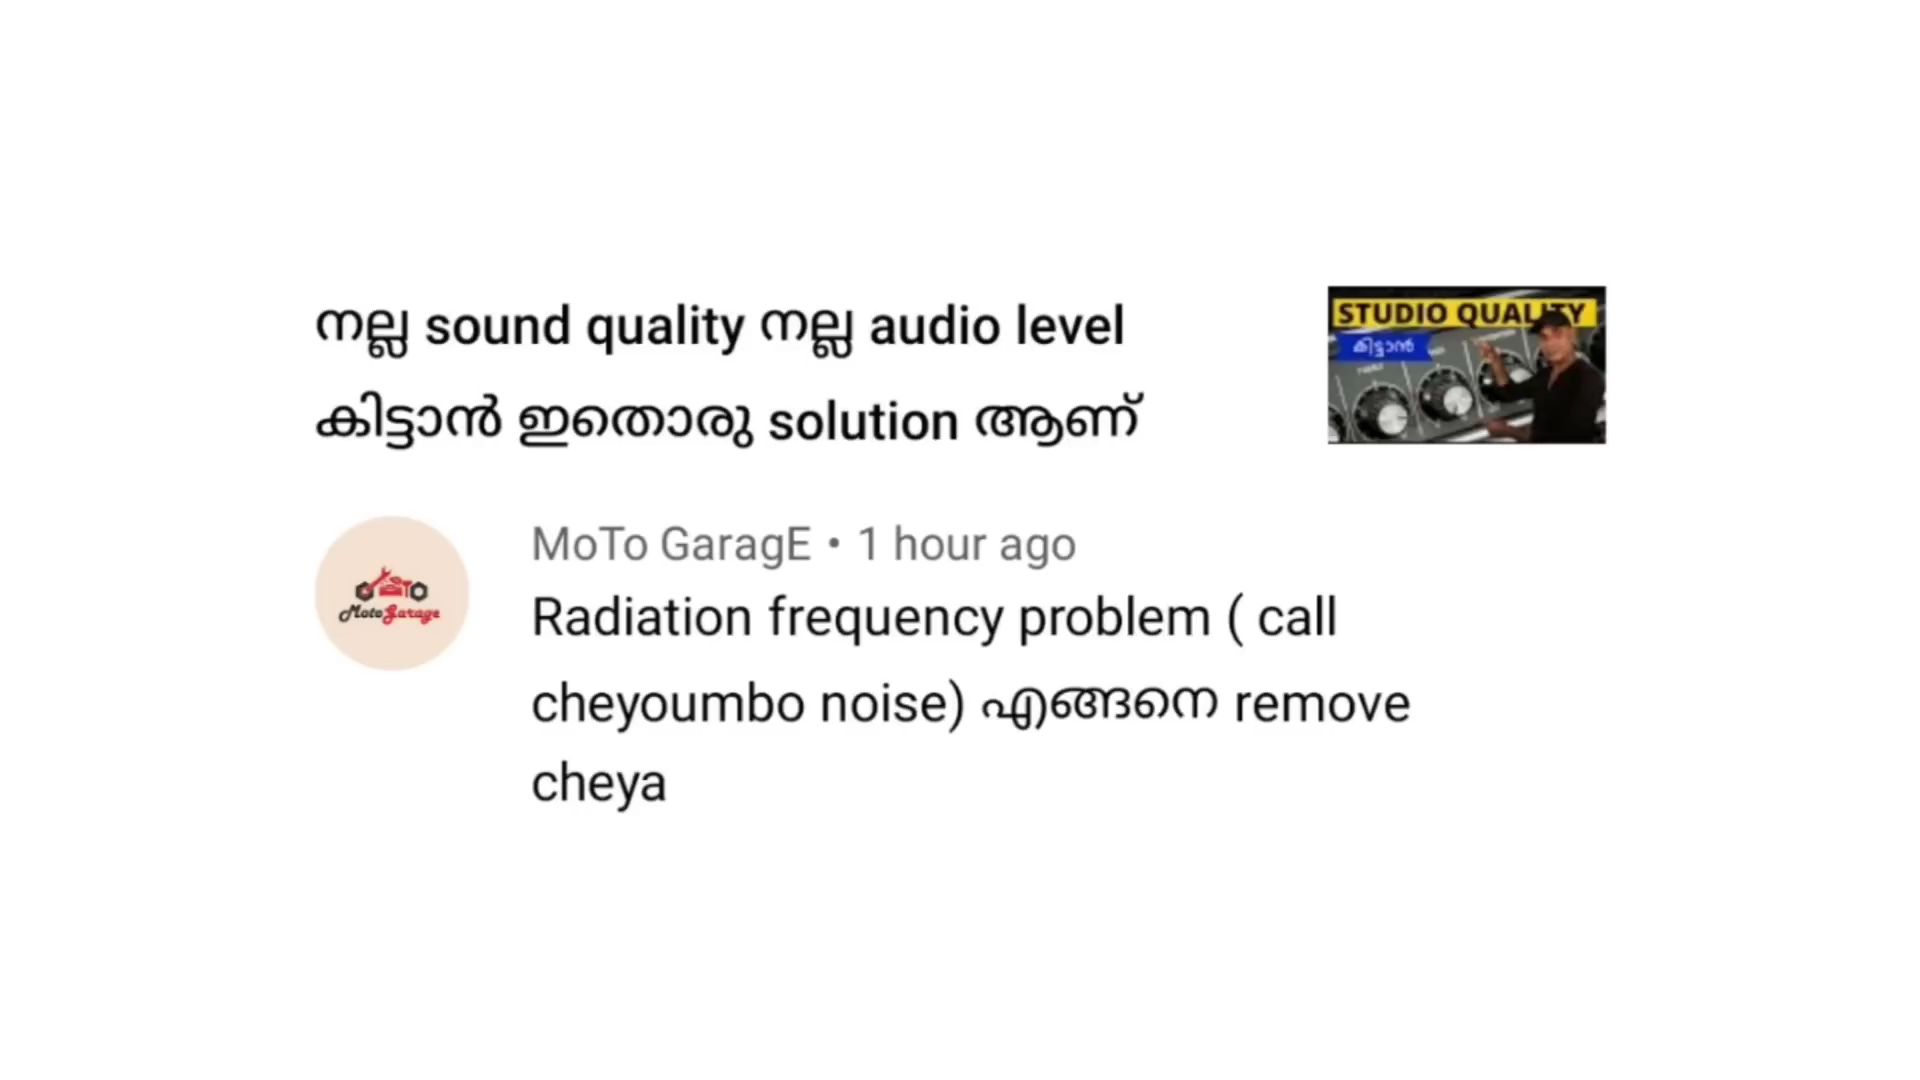 നല്ല sound quality നല്ല audio level
കിട്ടാൻ ഇതൊരു solution ആണ്
STUDIO QUALITY
കിട്ടാൻ
MoTo GaragE • 1 hour ago
MotoGarage
Radiation frequency problem ( call
cheyoumbo noise) എങ്ങനെ remove
cheya